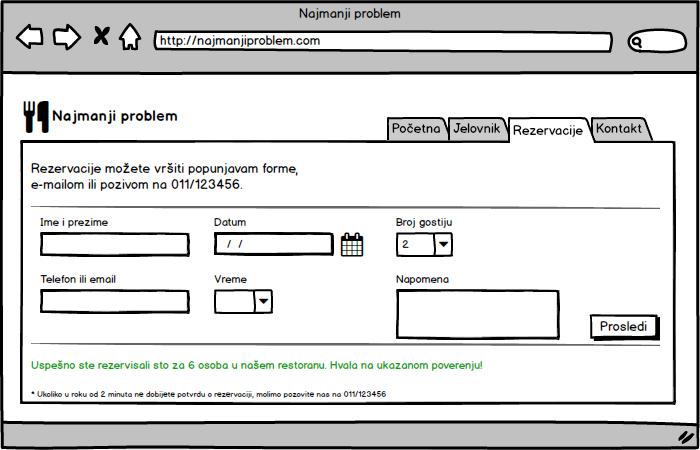 Najmanji problem
http://najmanjiproblem.com
Najmanji problem
Početna Jelovnik Rezervacije Kontakt
Rezervacije možete vršiti popunjavam forme,
e-mailom ili pozivom na 011/123456.
Ime i prezime Datum Broj gostiju
/ / 2
Telefon ili email Vreme Napomena
Prosledi
Uspešno ste rezervisali sto za 6 osoba u našem restoranu. Hvala na ukazanom poverenju!
* Ukoliko u roku od 2 minuta ne dobijete potvrdu o rezervaciji, molimo pozovite nas na 011/123456